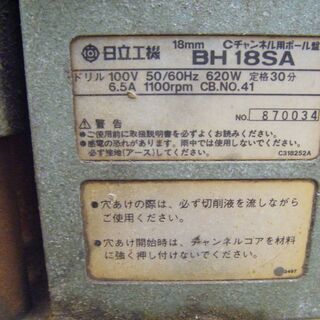 日立工機 18mm Cチャンネル用ボール盤
BH 18SA
ドリル 100V 50/60Hz 620W 定格30分
6.5A 1100rpm CB.NO.41
NO. 870034
⚠ 警告
●ご使用前に必ず取扱説明書をよくお読みください。
●感電の恐れがあります。雨中では使用しないでください。
必ず接地(アース)してください。
C318252A
●穴あけの際は、必ず切削液を流しながら
ご使用ください。
●穴あけ開始時は、チャンネルコアを材料
に強く押し付けないでください。